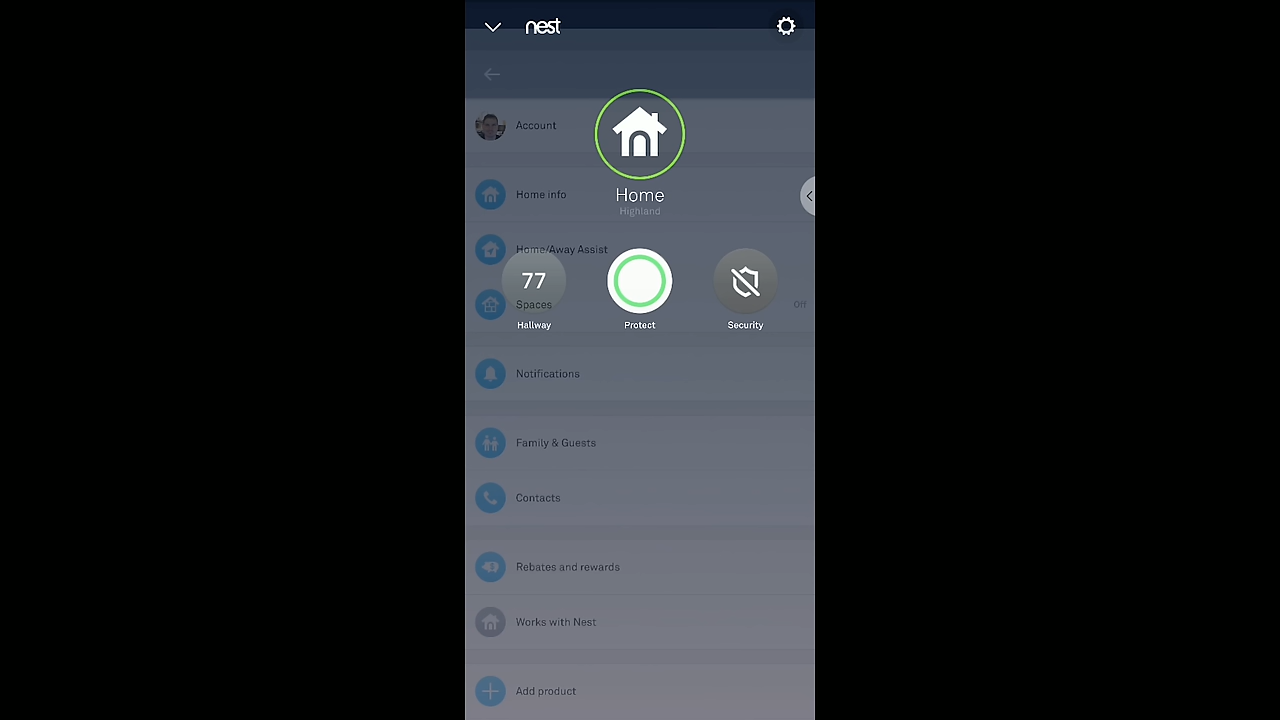 nest
Account
Home info
Home
Highland
Home/Away Assist
77
Spaces
Off
Hallway
Protect
Security
Notifications
Family & Guests
Contacts
Rebates and rewards
Works with Nest
Add product